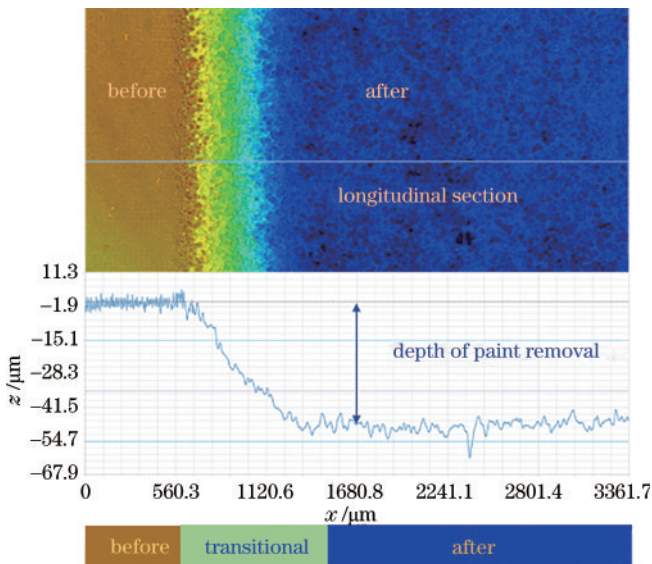 before
after
longitudinal section
11.3
−1.9
−15.1
−28.3
−41.5
−54.7
−67.9
z /μm
depth of paint removal
0 560.3 1120.6 1680.8 2241.1 2801.4 3361.7
x /μm
before transitional after